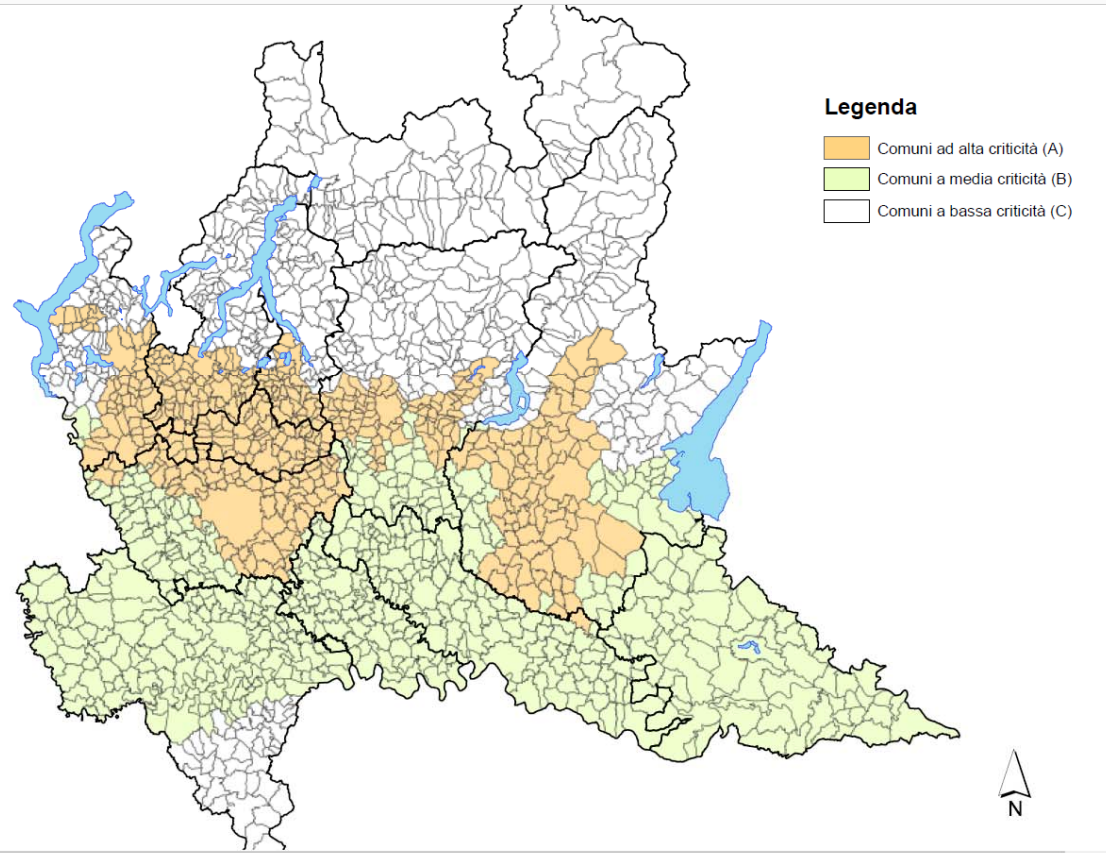 Legenda
Comuni ad alta criticità (A)
Comuni a media criticità (B)
Comuni a bassa criticità (C)
N